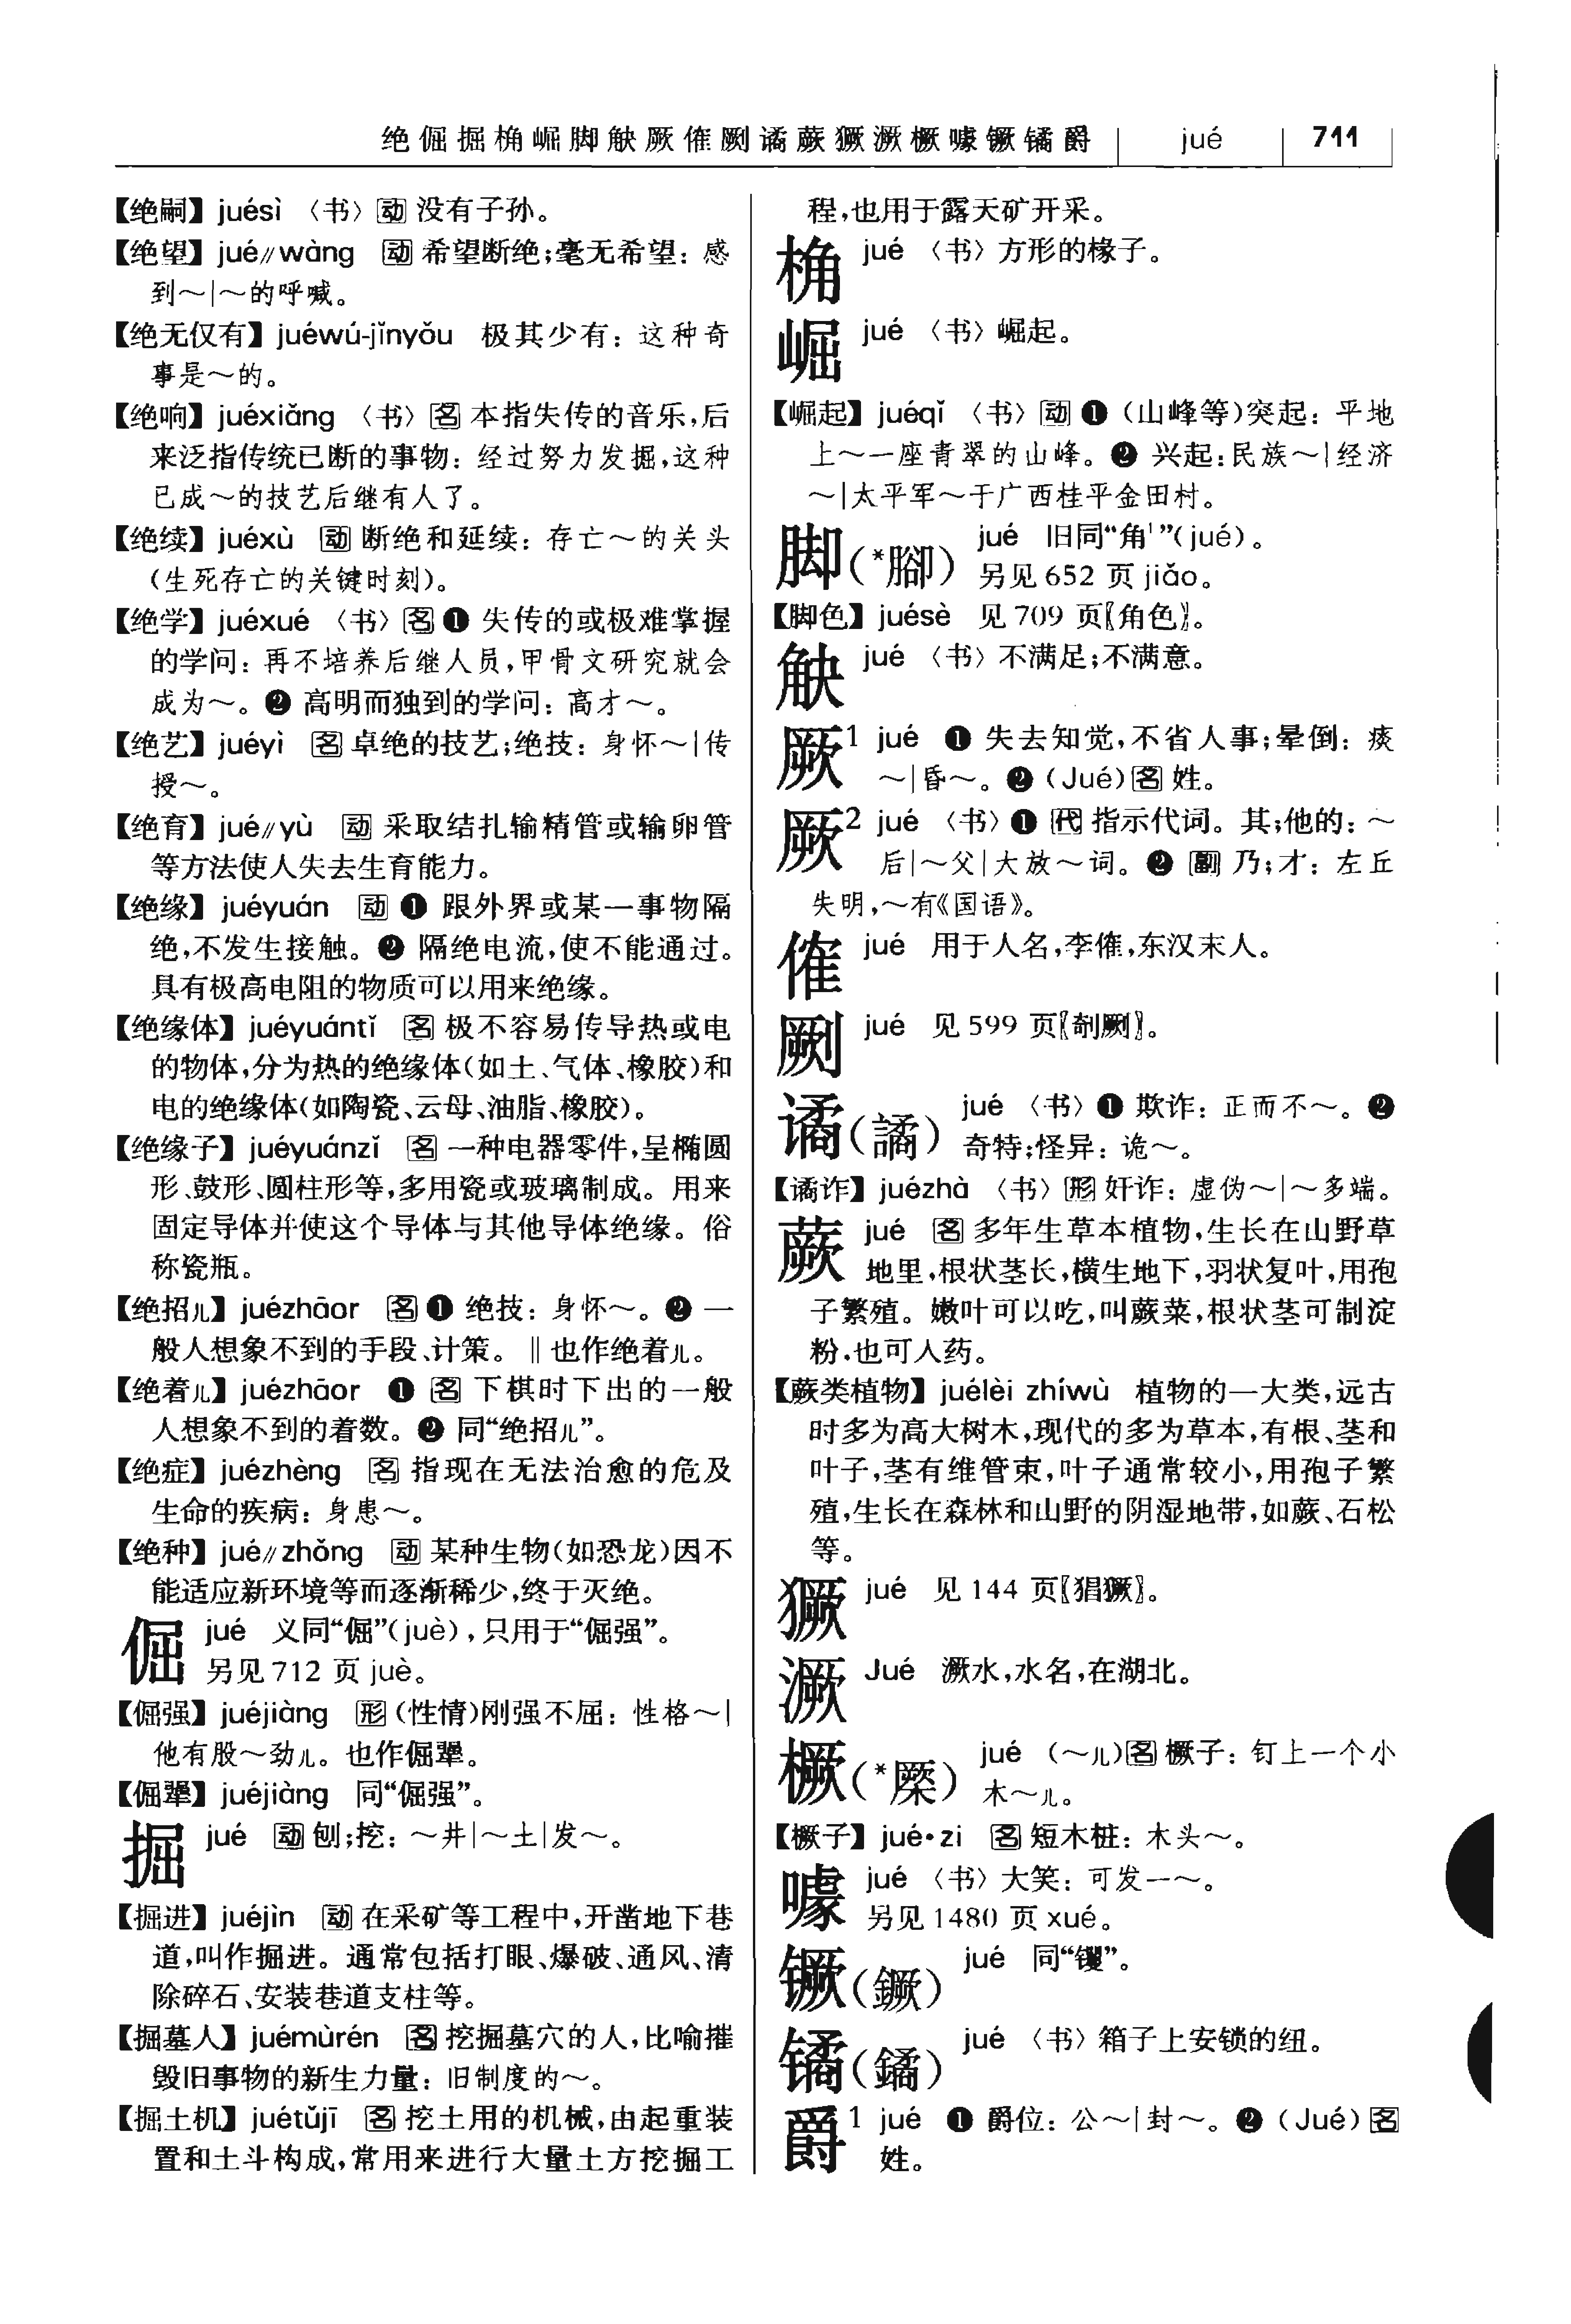 绝倔掘桷崛脚觖厥傕劂谲蕨獗㵐橛噱镢𫔎爵 jué 711
【绝嗣】juésì 〈书〉动 没有子孙。
【绝望】jué∥wàng 动 希望断绝;毫无希望:感
到～|～的呼喊。
【绝无仅有】juéwú-jǐnyǒu 极其少有:这种奇
事是～的。
【绝响】juéxiǎng 〈书〉名 本指失传的音乐,后
来泛指传统已断的事物:经过努力发掘,这种
已成～的技艺后继有人了。
【绝续】juéxù 动 断绝和延续:存亡～的关头
(生死存亡的关键时刻)。
【绝学】juéxué 〈书〉名 ❶ 失传的或极难掌握
的学问:再不培养后继人员,甲骨文研究就会
成为～。❷ 高明而独到的学问:高才～。
【绝艺】juéyì 名 卓绝的技艺;绝技:身怀～|传
授～。
【绝育】jué∥yù 动 采取结扎输精管或输卵管
等方法使人失去生育能力。
【绝缘】juéyuán 动 ❶ 跟外界或某一事物隔
绝,不发生接触。❷ 隔绝电流,使不能通过。
具有极高电阻的物质可以用来绝缘。
【绝缘体】juéyuántǐ 名 极不容易传导热或电
的物体,分为热的绝缘体(如土、气体、橡胶)和
电的绝缘体(如陶瓷、云母、油脂、橡胶)。
【绝缘子】juéyuánzǐ 名 一种电器零件,呈椭圆
形、鼓形、圆柱形等,多用瓷或玻璃制成。用来
固定导体并使这个导体与其他导体绝缘。俗
称瓷瓶。
【绝招儿】juézhāor 名 ❶ 绝技:身怀～。❷ 一
般人想象不到的手段、计策。‖也作绝着儿。
【绝着儿】juézhāor ❶ 名 下棋时下出的一般
人想象不到的着数。❷ 同“绝招儿”。
【绝症】juézhèng 名 指现在无法治愈的危及
生命的疾病:身患～。
【绝种】jué∥zhǒng 动 某种生物(如恐龙)因不
能适应新环境等而逐渐稀少,终于灭绝。
倔 jué 义同“倔”(juè),只用于“倔强”。
另见712 页 juè。
【倔强】juéjiàng 形 (性情)刚强不屈:性格～|
他有股～劲儿。也作倔犟。
【倔犟】juéjiàng 同“倔强”。
掘 jué 动 刨;挖:～井|～土|发～。
【掘进】juéjìn 动 在采矿等工程中,开凿地下巷
道,叫作掘进。通常包括打眼、爆破、通风、清
除碎石、安装巷道支柱等。
【掘墓人】juémùrén 名 挖掘墓穴的人,比喻摧
毁旧事物的新生力量:旧制度的～。
【掘土机】juétǔjī 名 挖土用的机械,由起重装
置和土斗构成,常用来进行大量土方挖掘工
程,也用于露天矿开采。
桷 jué 〈书〉方形的椽子。
崛 jué 〈书〉崛起。
【崛起】juéqǐ 〈书〉动 ❶ (山峰等)突起:平地
上～一座青翠的山峰。❷ 兴起:民族～|经济
～|太平军～于广西桂平金田村。
脚(*腳) jué 旧同“角¹”(jué)。
另见652 页 jiǎo。
【脚色】juésè 见 709 页〖角色〗。
觖 jué 〈书〉不满足;不满意。
厥1 jué ❶ 失去知觉,不省人事;晕倒:痰
～|昏～。❷ (Jué)名 姓。
厥2 jué 〈书〉❶ 代 指示代词。其;他的:～
后|～父|大放～词。❷ 副 乃;才:左丘
失明,～有《国语》。
傕 jué 用于人名,李傕,东汉末人。
劂 jué 见 599 页〖剞劂〗。
谲(譎) jué 〈书〉❶ 欺诈:正而不～。❷
奇特;怪异:诡～。
【谲诈】juézhà 〈书〉形 奸诈:虚伪～|～多端。
蕨 jué 名 多年生草本植物,生长在山野草
地里,根状茎长,横生地下,羽状复叶,用孢
子繁殖。嫩叶可以吃,叫蕨菜,根状茎可制淀
粉,也可入药。
【蕨类植物】juélèi zhíwù 植物的一大类,远古
时多为高大树木,现代的多为草本,有根、茎和
叶子,茎有维管束,叶子通常较小,用孢子繁
殖,生长在森林和山野的阴湿地带,如蕨、石松
等。
獗 jué 见 144 页〖猖獗〗。
㵐 Jué 㵐水,水名,在湖北。
橛(*橜) jué (～儿)名 橛子:钉上一个小
木～儿。
【橛子】jué·zi 名 短木桩:木头～。
噱 jué 〈书〉大笑:可发一～。
另见1480 页 xué。
镢(鐝) jué 同“䦆”。
𫔎(鐍) jué 〈书〉箱子上安锁的纽。
爵1 jué ❶ 爵位:公～|封～。❷ (Jué)名
姓。